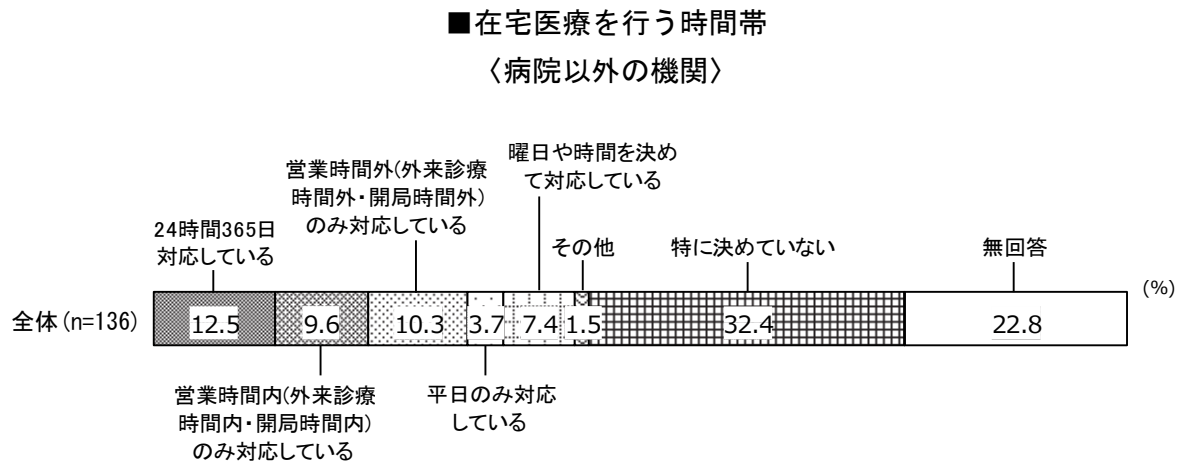 ■在宅医療を行う時間帯
〈病院以外の機関〉
24時間365日
対応している
営業時間外(外来診療
時間外・開局時間外)
のみ対応している
曜日や時間を決め
て対応している
その他
特に決めていない
無回答
(%)
全体(n=136)
12.5
9.6
10.3
3.7
7.4
1.5
32.4
22.8
営業時間内(外来診療
時間内・開局時間内)
のみ対応している
平日のみ対応
している